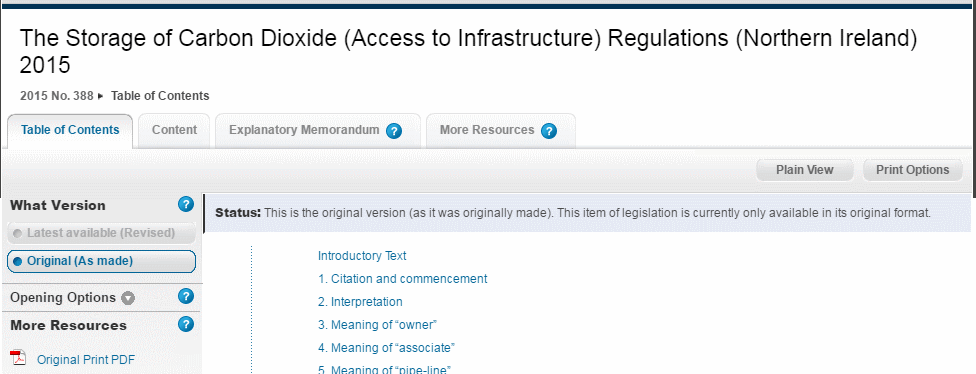 The Storage of Carbon Dioxide (Access to Infrastructure) Regulations (Northern Ireland)
2015
2015 No. 388 ▸ Table of Contents
Table of Contents
Content
Explanatory Memorandum ?
More Resources ?
Plain View
Print Options
What Version ?
Latest available (Revised)
Original (As made)
Opening Options ?
More Resources ?
Original Print PDF
Status: This is the original version (as it was originally made). This item of legislation is currently only available in its original format.
Introductory Text
1. Citation and commencement
2. Interpretation
3. Meaning of “owner”
4. Meaning of “associate”
5. Meaning of “pipe-line”